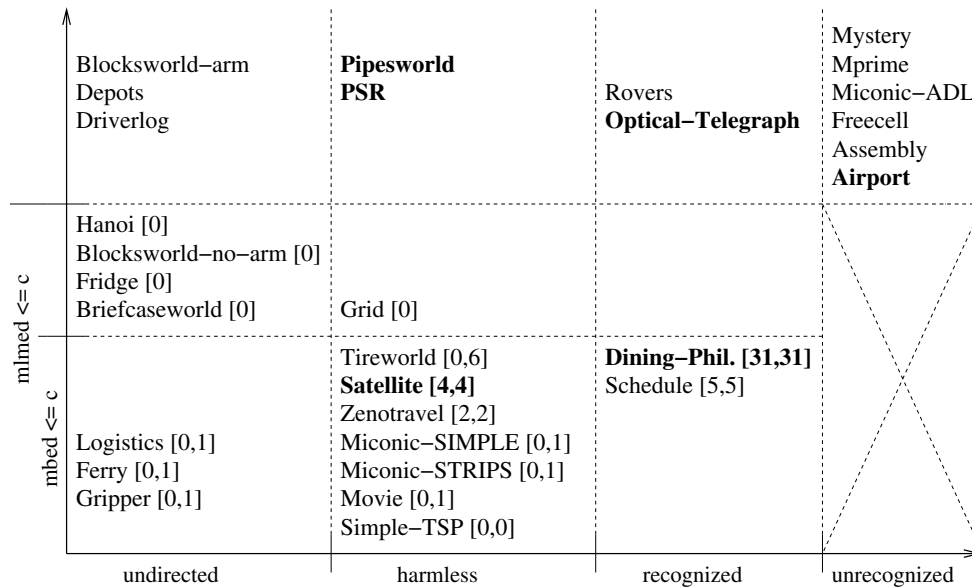 Mystery
Mprime
Miconic−ADL
Freecell
Assembly
Airport
Blocksworld−arm
Depots
Driverlog
Pipesworld
PSR
Rovers
Optical−Telegraph
Hanoi [0]
Blocksworld−no−arm [0]
Fridge [0]
Briefcaseworld [0]
Grid [0]
Tireworld [0,6]
Satellite [4,4]
Zenotravel [2,2]
Miconic−SIMPLE [0,1]
Miconic−STRIPS [0,1]
Movie [0,1]
Simple−TSP [0,0]
Dining−Phil. [31,31]
Schedule [5,5]
Logistics [0,1]
Ferry [0,1]
Gripper [0,1]
mlmed <= c
mbed <= c
undirected
harmless
recognized
unrecognized